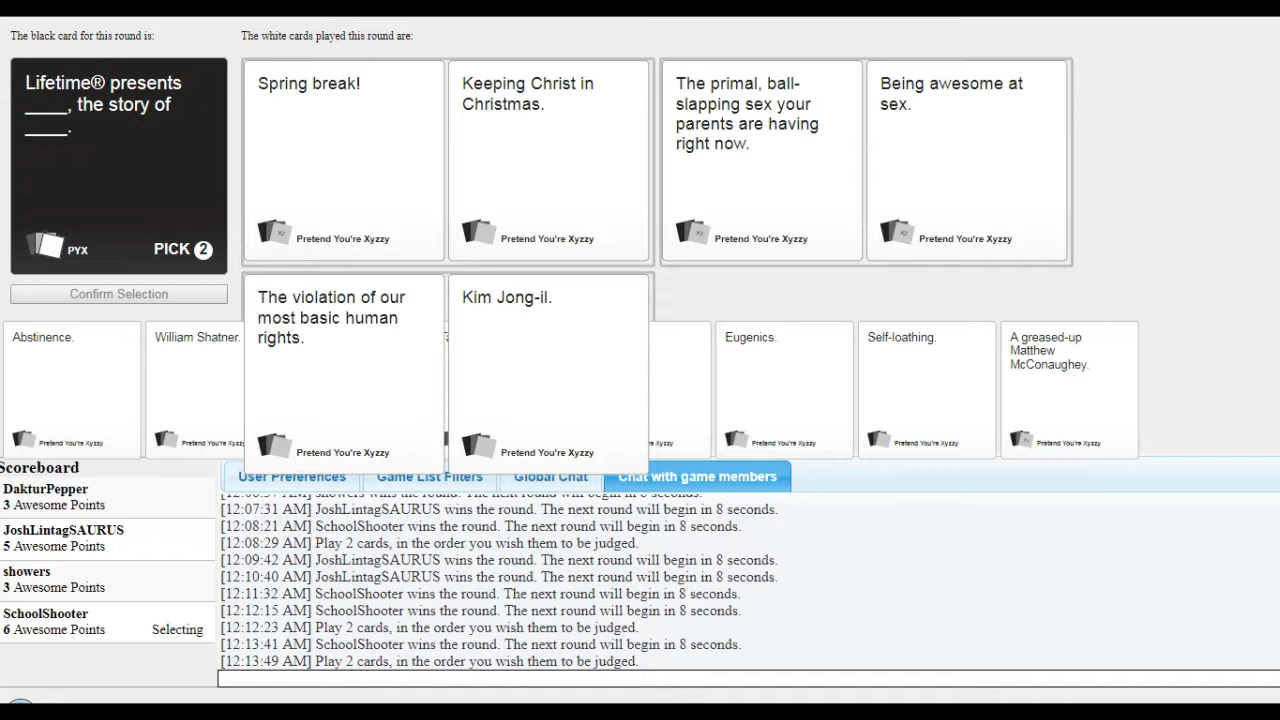 The black card for this round is:
The white cards played this round are:
Lifetime® presents
____, the story of
____.
PYX
PICK 2
Confirm Selection
Spring break!
X2
Pretend You're Xyzzy
Keeping Christ in
Christmas.
Pretend You're Xyzzy
The primal, ball-
slapping sex your
parents are having
right now.
Pretend You're Xyzzy
Being awesome at
sex.
Pretend You're Xyzzy
The violation of our
most basic human
rights.
Pretend You're Xyzzy
Kim Jong-il.
Pretend You're Xyzzy
Abstinence.
Pretend You're Xyzzy
William Shatner.
Pretend You're Xyzzy
Eugenics.
Pretend You're Xyzzy
Self-loathing.
Pretend You're Xyzzy
A greased-up
Matthew
McConaughey.
Pretend You're Xyzzy
Scoreboard
DakturPepper
3 Awesome Points
JoshLintagSAURUS
5 Awesome Points
showers
3 Awesome Points
SchoolShooter
6 Awesome Points Selecting
User Preferences
Game List Filters
Global Chat
Chat with game members
showers wins the round. The next round will begin in 8 seconds.
[12:07:31 AM] JoshLintagSAURUS wins the round. The next round will begin in 8 seconds.
[12:08:21 AM] SchoolShooter wins the round. The next round will begin in 8 seconds.
[12:08:29 AM] Play 2 cards, in the order you wish them to be judged.
[12:09:42 AM] JoshLintagSAURUS wins the round. The next round will begin in 8 seconds.
[12:10:40 AM] JoshLintagSAURUS wins the round. The next round will begin in 8 seconds.
[12:11:32 AM] SchoolShooter wins the round. The next round will begin in 8 seconds.
[12:12:15 AM] SchoolShooter wins the round. The next round will begin in 8 seconds.
[12:12:23 AM] Play 2 cards, in the order you wish them to be judged.
[12:13:41 AM] SchoolShooter wins the round. The next round will begin in 8 seconds.
[12:13:49 AM] Play 2 cards, in the order you wish them to be judged.